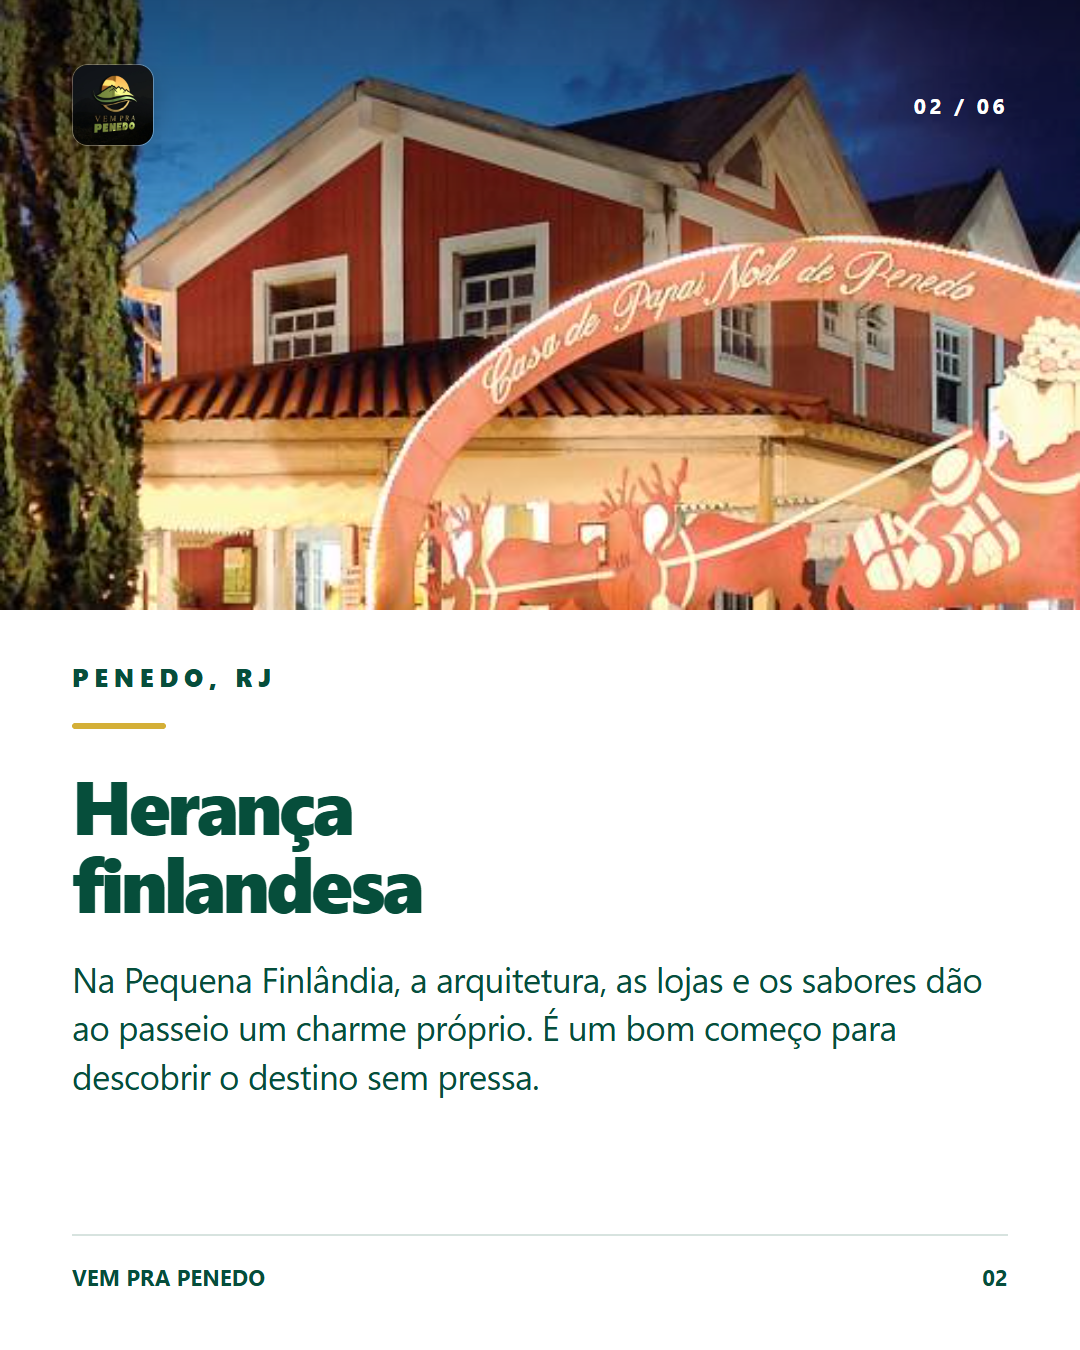 VEM PRA
PENEDO
02 / 06
Casa de Papai Noel de Penedo
PENEDO, RJ
Herança
finlandesa
Na Pequena Finlândia, a arquitetura, as lojas e os sabores dão
ao passeio um charme próprio. É um bom começo para
descobrir o destino sem pressa.
VEM PRA PENEDO
02